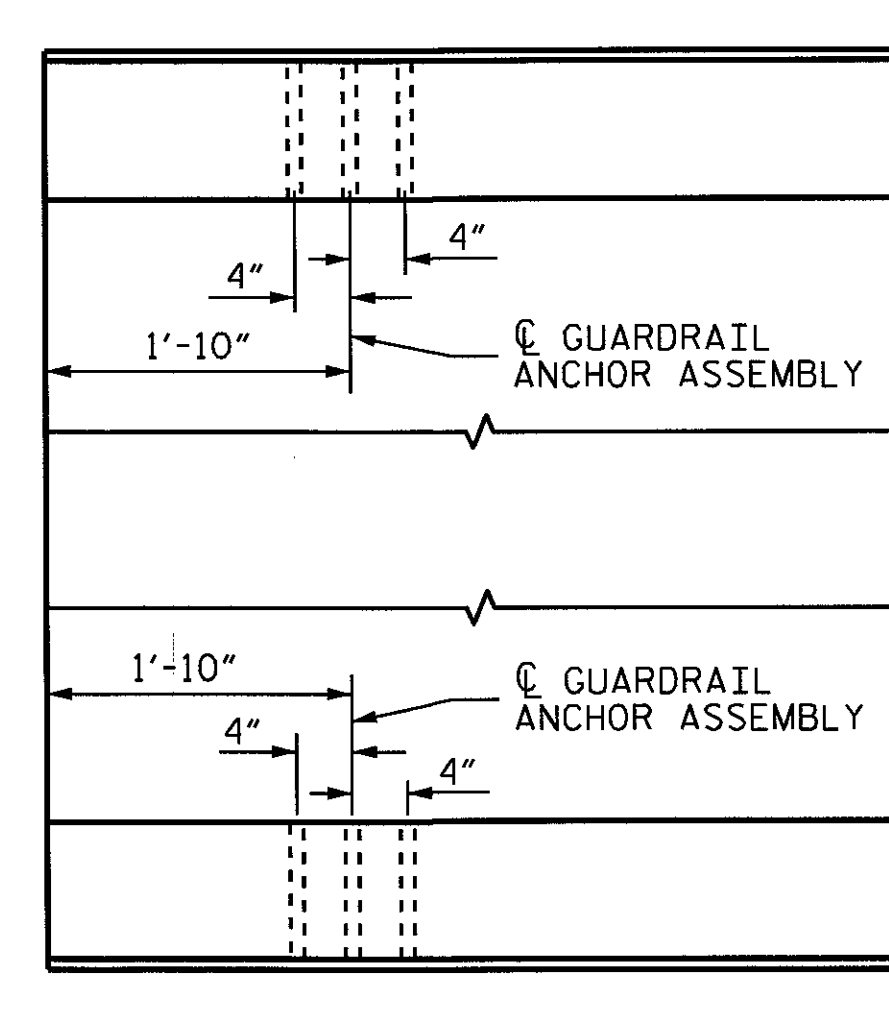 4"
4"
1'-10"
℄ GUARDRAIL
ANCHOR ASSEMBLY
1'-10"
℄ GUARDRAIL
ANCHOR ASSEMBLY
4"
4"